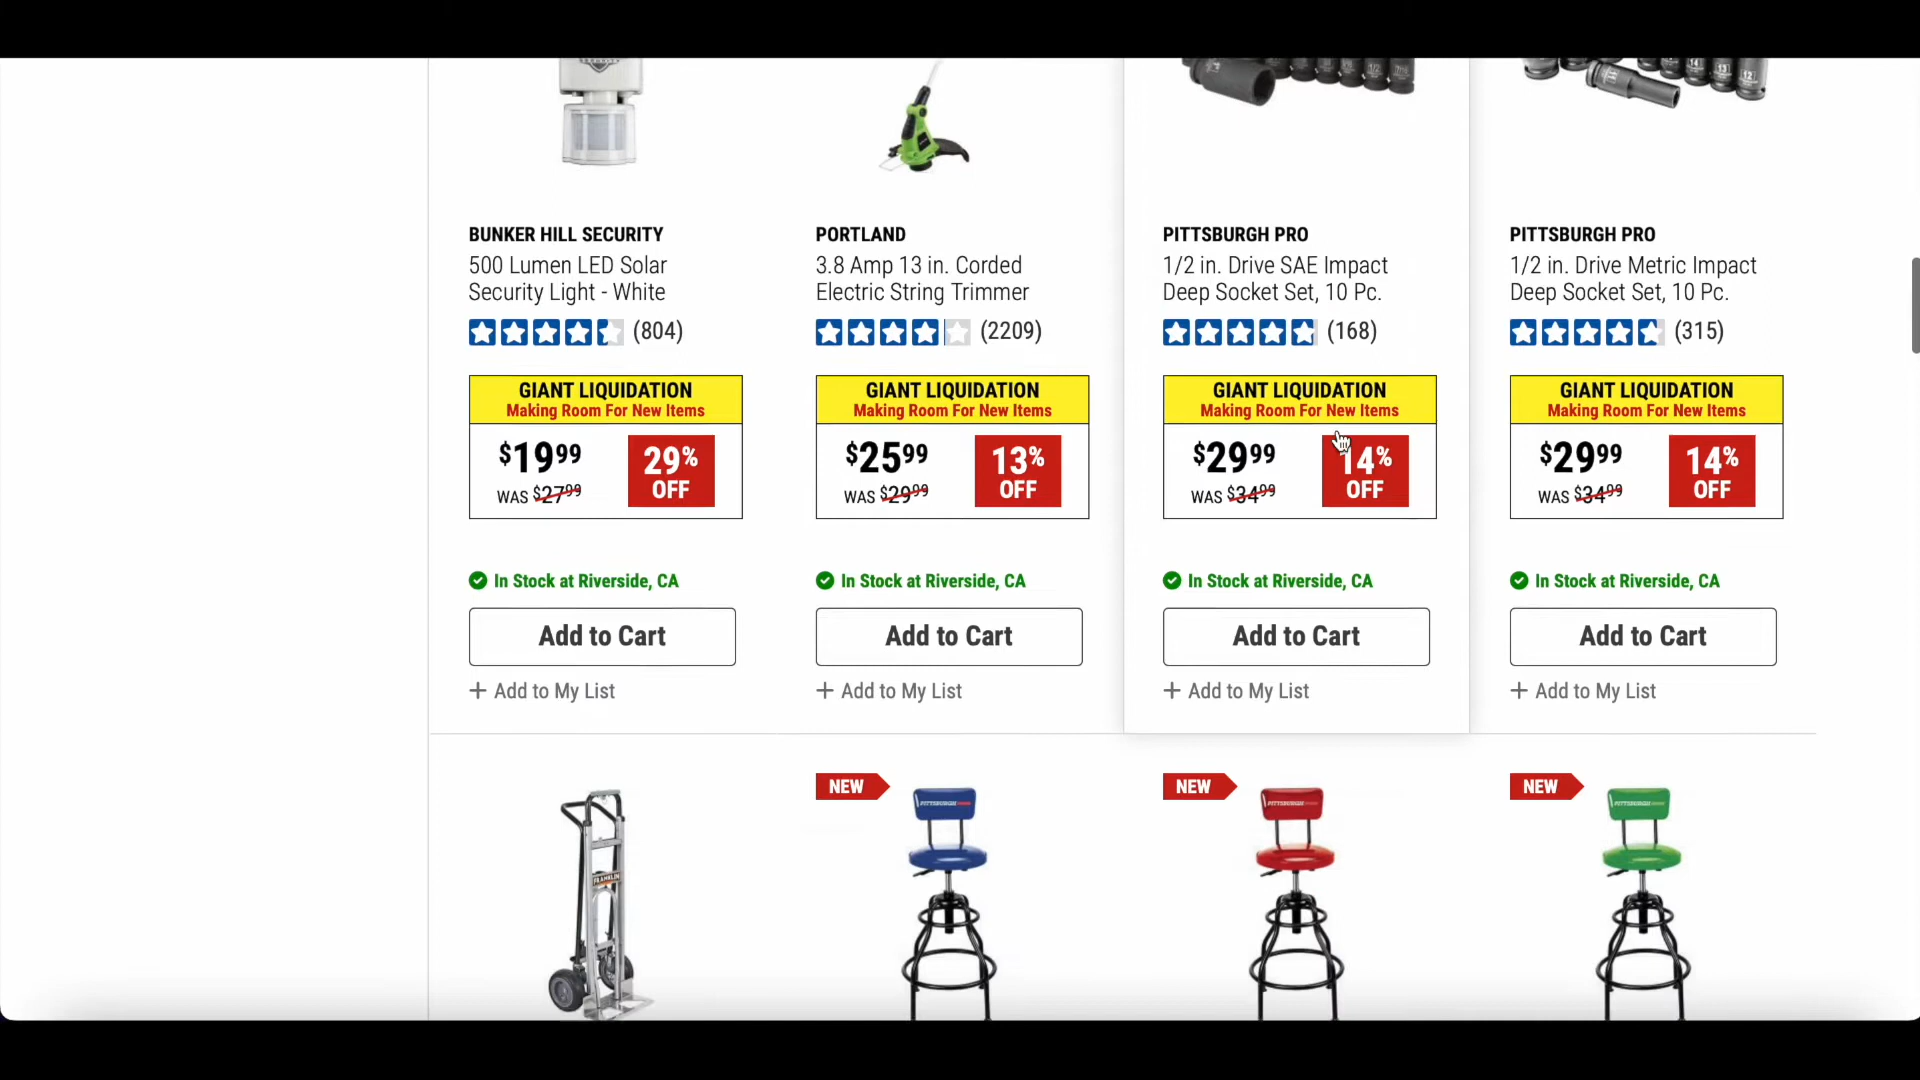 BUNKER HILL SECURITY
500 Lumen LED Solar
Security Light - White
(804)
GIANT LIQUIDATION
Making Room For New Items
$19.99
WAS $27.99
29%
OFF
In Stock at Riverside, CA
Add to Cart
+ Add to My List
PORTLAND
3.8 Amp 13 in. Corded
Electric String Trimmer
(2209)
GIANT LIQUIDATION
Making Room For New Items
$25.99
WAS $29.99
13%
OFF
In Stock at Riverside, CA
Add to Cart
+ Add to My List
PITTSBURGH PRO
1/2 in. Drive SAE Impact
Deep Socket Set, 10 Pc.
(168)
GIANT LIQUIDATION
Making Room For New Items
$29.99
WAS $34.99
14%
OFF
In Stock at Riverside, CA
Add to Cart
+ Add to My List
PITTSBURGH PRO
1/2 in. Drive Metric Impact
Deep Socket Set, 10 Pc.
(315)
GIANT LIQUIDATION
Making Room For New Items
$29.99
WAS $34.99
14%
OFF
In Stock at Riverside, CA
Add to Cart
+ Add to My List
FRANKLIN
NEW
PITTSBURGH
NEW
PITTSBURGH
NEW
PITTSBURGH